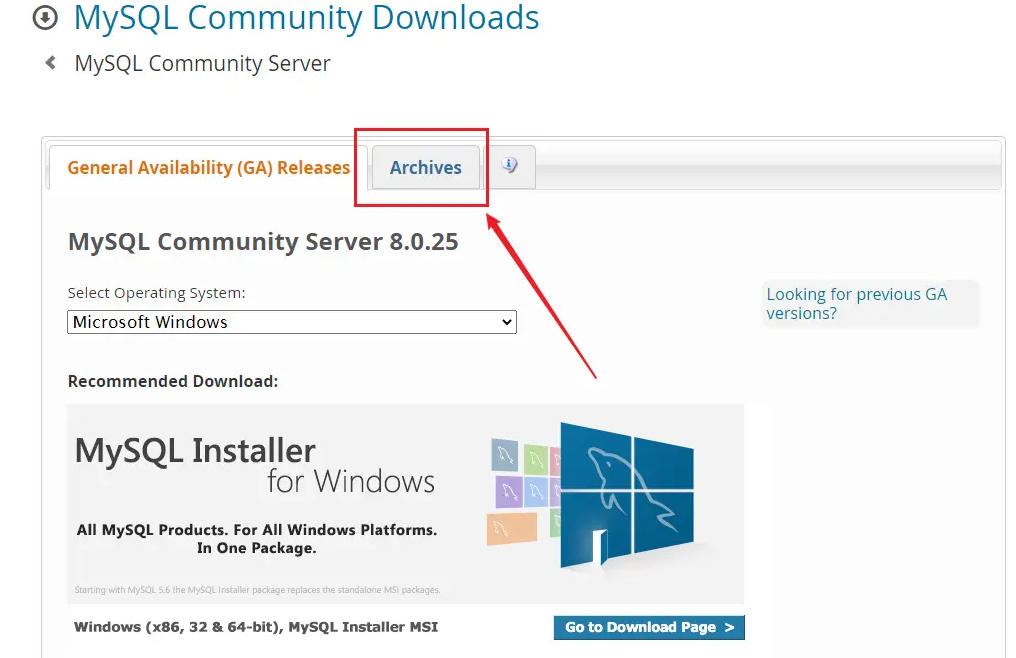 MySQL Community Downloads
MySQL Community Server
General Availability (GA) Releases
Archives
MySQL Community Server 8.0.25
Select Operating System:
Microsoft Windows
Looking for previous GA
versions?
Recommended Download:
MySQL Installer
for Windows
All MySQL Products. For All Windows Platforms.
In One Package.
Starting with MySQL 5.6 the MySQL Installer package replaces the standalone MSI packages.
Windows (x86, 32 & 64-bit), MySQL Installer MSI
Go to Download Page >